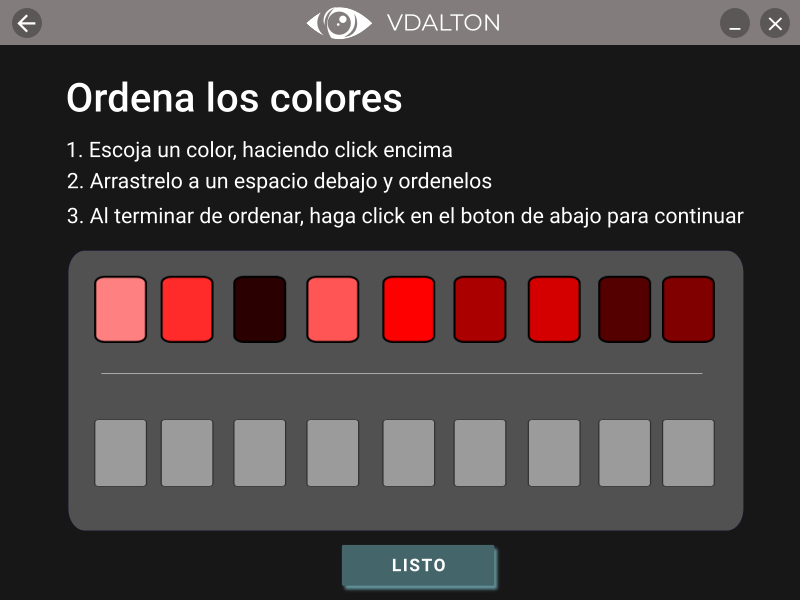 VDALTON
Ordena los colores
1. Escoja un color, haciendo click encima
2. Arrastrelo a un espacio debajo y ordenelos
3. Al terminar de ordenar, haga click en el boton de abajo para continuar
LISTO